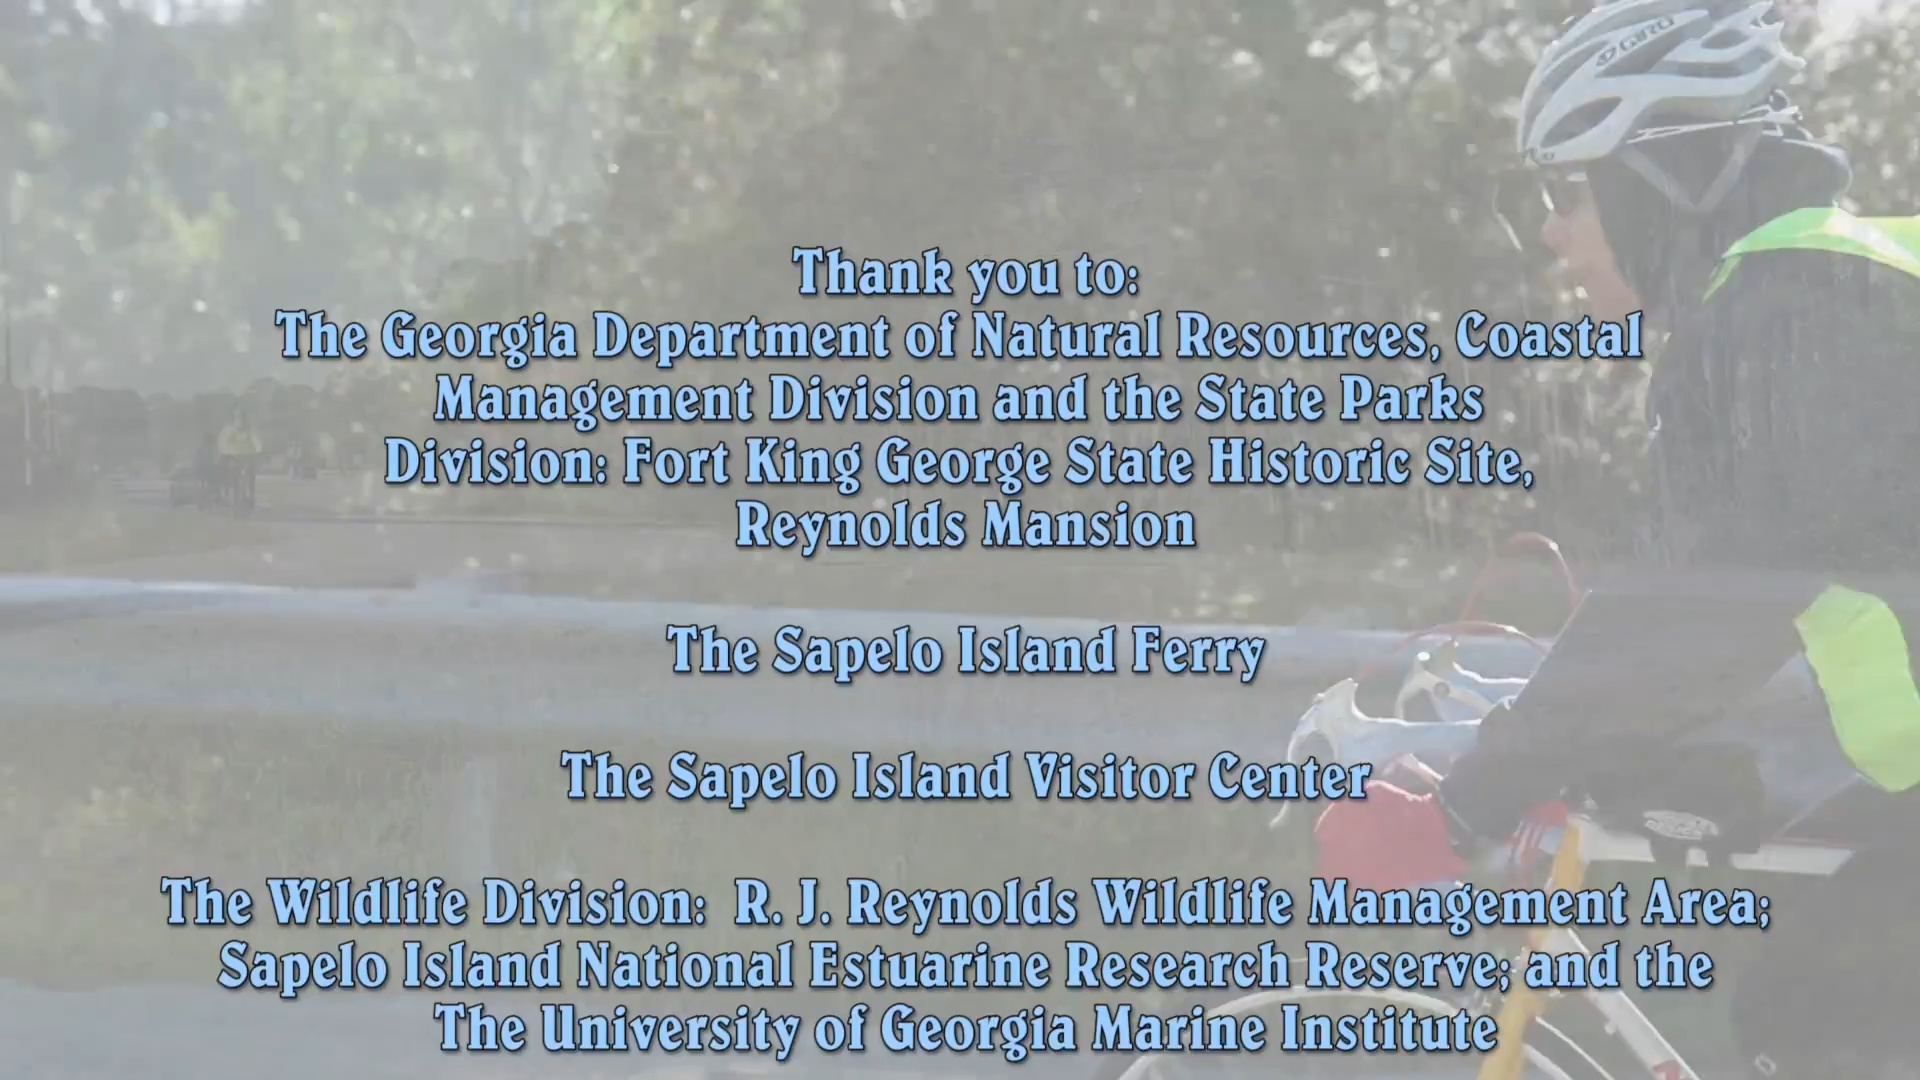 GIRO
Thank you to:
The Georgia Department of Natural Resources, Coastal
Management Division and the State Parks
Division: Fort King George State Historic Site,
Reynolds Mansion
The Sapelo Island Ferry
The Sapelo Island Visitor Center
The Wildlife Division:  R. J. Reynolds Wildlife Management Area;
Sapelo Island National Estuarine Research Reserve; and the
The University of Georgia Marine Institute